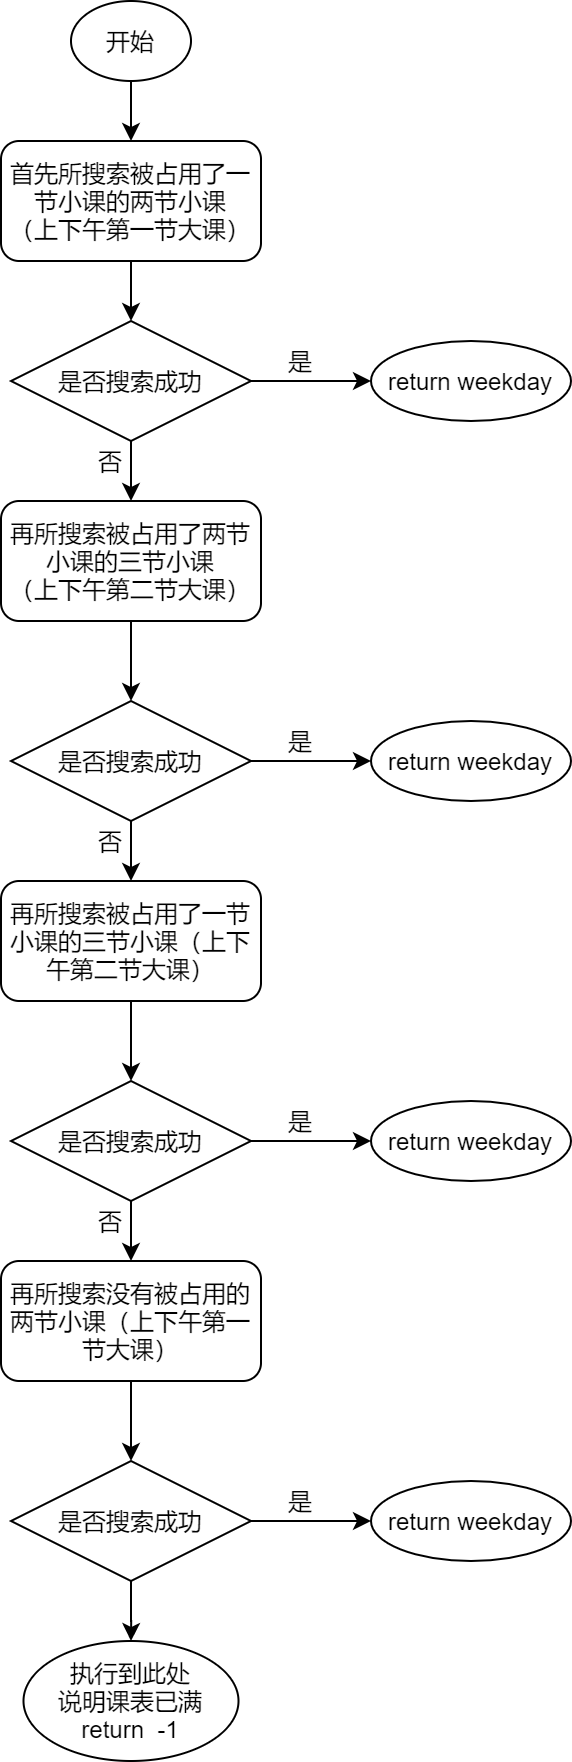 开始
首先所搜索被占用了一
节小课的两节小课
（上下午第一节大课）
是否搜索成功
是
return weekday
否
再所搜索被占用了两节
小课的三节小课
（上下午第二节大课）
是否搜索成功
是
return weekday
否
再所搜索被占用了一节
小课的三节小课（上下
午第二节大课）
是否搜索成功
是
return weekday
否
再所搜索没有被占用的
两节小课（上下午第一
节大课）
是否搜索成功
是
return weekday
执行到此处
说明课表已满
return  -1